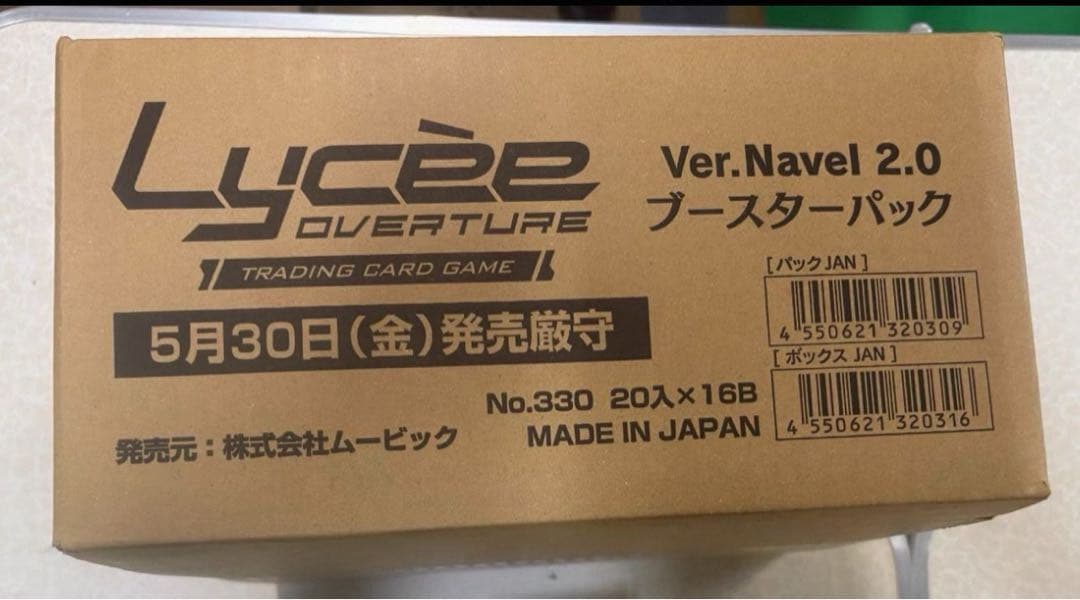 Lycèe
OVERTURE
TRADING CARD GAME
Ver.Navel 2.0
ブースターパック
[パックJAN]
4 550621 320309
[ボックス JAN]
4 550621 320316
5月30日(金)発売厳守
No.330 20入×16B
MADE IN JAPAN
発売元:株式会社ムービック